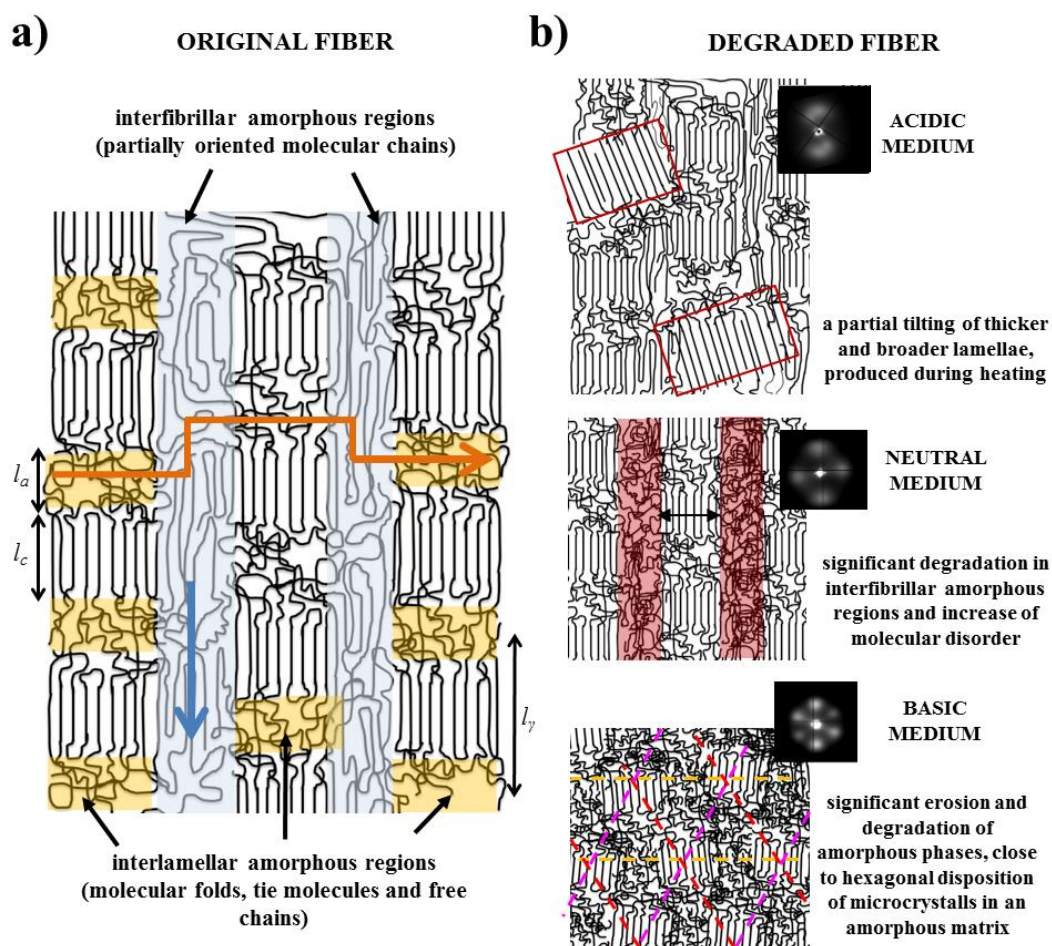 a)
ORIGINAL FIBER
interfibrillar amorphous regions
(partially oriented molecular chains)
lₐ
l꜀
lᵧ
interlamellar amorphous regions
(molecular folds, tie molecules and free
chains)
b)
DEGRADED FIBER
ACIDIC
MEDIUM
a partial tilting of thicker
and broader lamellae,
produced during heating
NEUTRAL
MEDIUM
significant degradation in
interfibrillar amorphous
regions and increase of
molecular disorder
BASIC
MEDIUM
significant erosion and
degradation of
amorphous phases, close
to hexagonal disposition
of microcrystalls in an
amorphous matrix